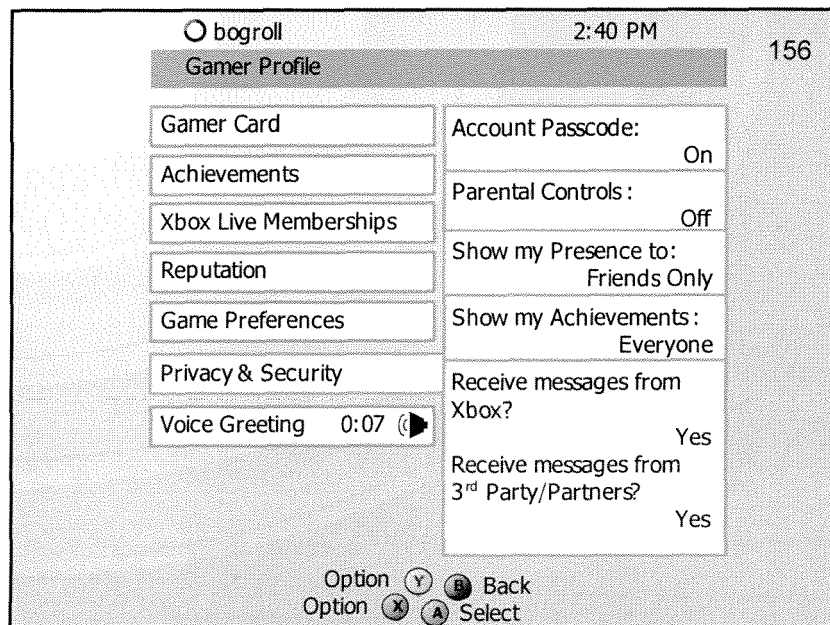 bogroll 2:40 PM
156
Gamer Profile
Gamer Card
Achievements
Xbox Live Memberships
Reputation
Game Preferences
Privacy & Security
Voice Greeting 0:07
Account Passcode:
On
Parental Controls :
Off
Show my Presence to:
Friends Only
Show my Achievements :
Everyone
Receive messages from
Xbox?
Yes
Receive messages from
3rd Party/Partners?
Yes
Option Y B Back
Option X A Select